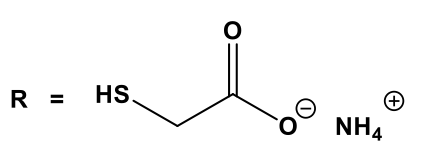 O
R = HS
O⊖ NH₄⊕